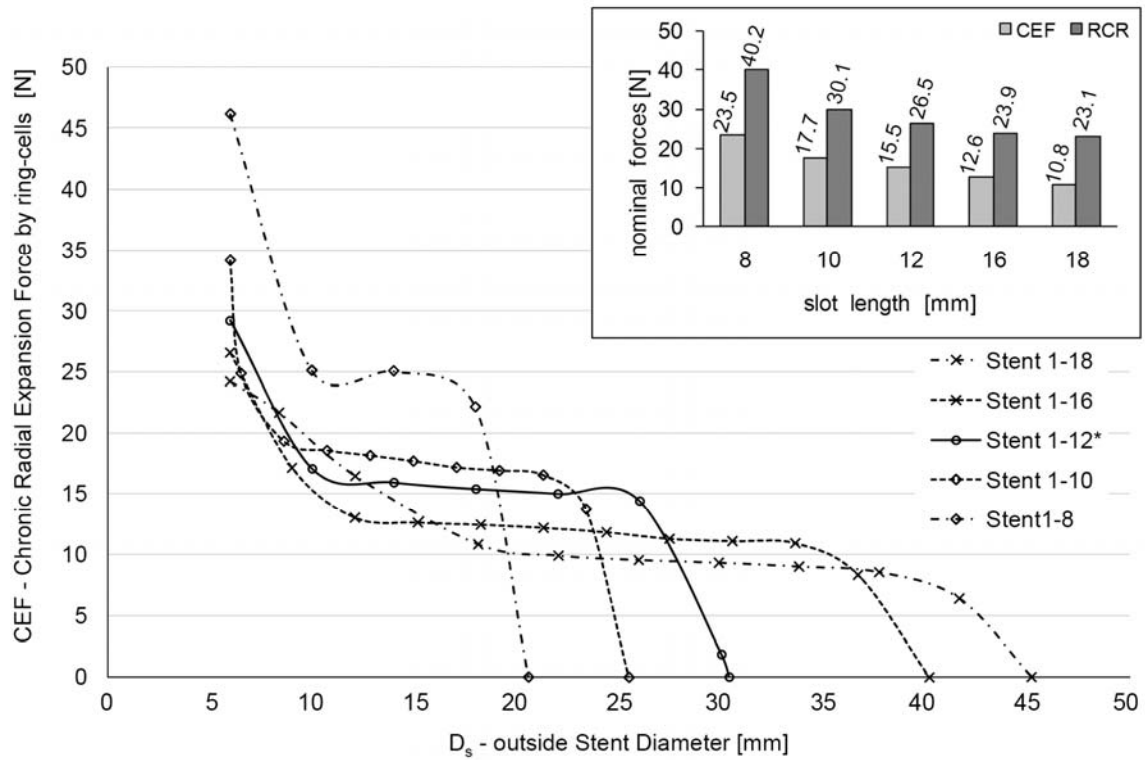 CEF - Chronic Radial Expansion Force by ring-cells [N]
50
45
40
35
30
25
20
15
10
5
0
0 5 10 15 20 25 30 35 40 45 50
D_s - outside Stent Diameter [mm]
nominal forces [N]
50
40
30
20
10
0
CEF RCR
23.5 40.2 17.7 30.1 15.5 26.5 12.6 23.9 10.8 23.1
8 10 12 16 18
slot length [mm]
Stent 1-18
Stent 1-16
Stent 1-12*
Stent 1-10
Stent1-8